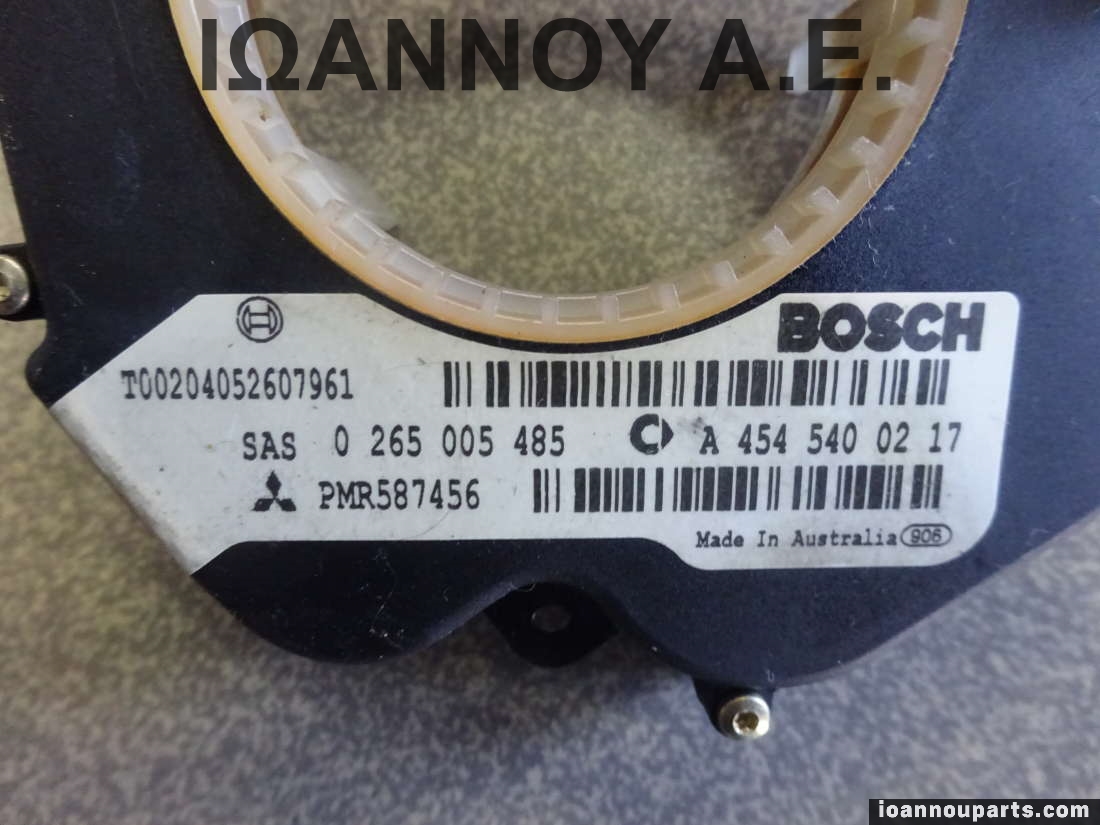 ΙΩΑΝΝΟΥ Α.Ε.
BOSCH
T00204052607961
SAS 0 265 005 485 A 454 540 02 17
PMR587456
Made In Australia 906
ioannouparts.com